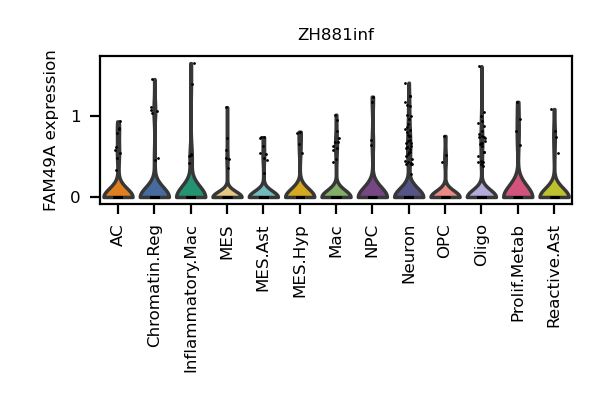 ZH881inf
FAM49A expression
1
0
AC
Chromatin.Reg
Inflammatory.Mac
MES
MES.Ast
MES.Hyp
Mac
NPC
Neuron
OPC
Oligo
Prolif.Metab
Reactive.Ast